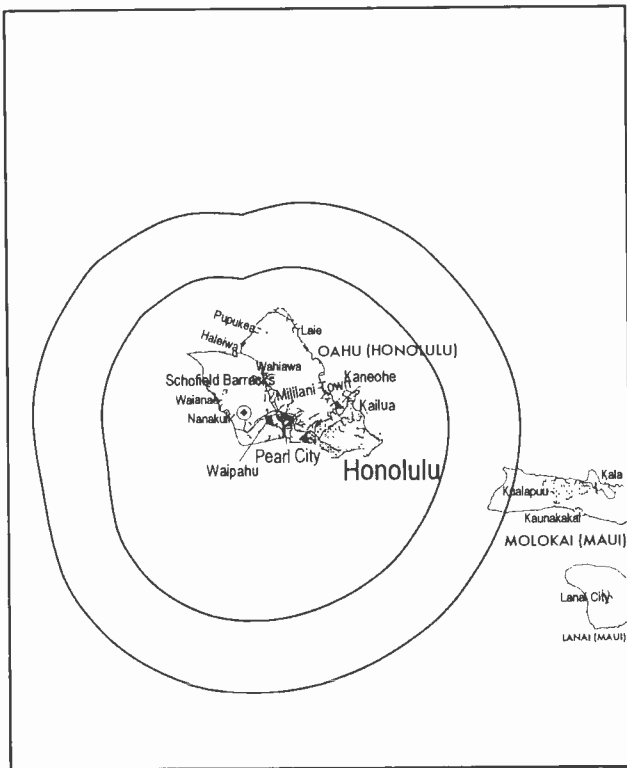 Pupukea
Laie
Haleiwa
OAHU (HONOLULU)
Wahiawa
Kaneohe
Schofield Barracks
Mililani Town
Waianae
Kailua
Nanakuli
Pearl City
Waipahu
Honolulu
Kala
Kualapuu
Kaunakakai
MOLOKAI (MAUI)
Lanai City
LANAI (MAUI)